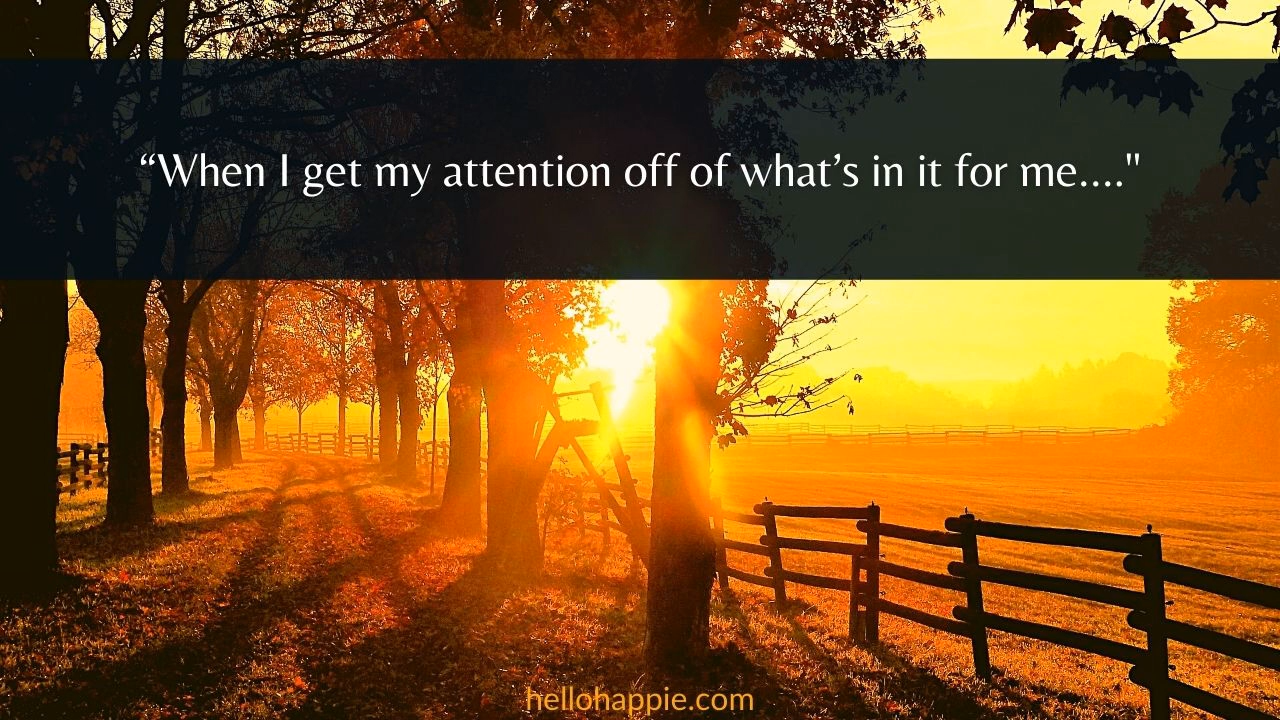 “When I get my attention off of what’s in it for me...."
hellohappie.com